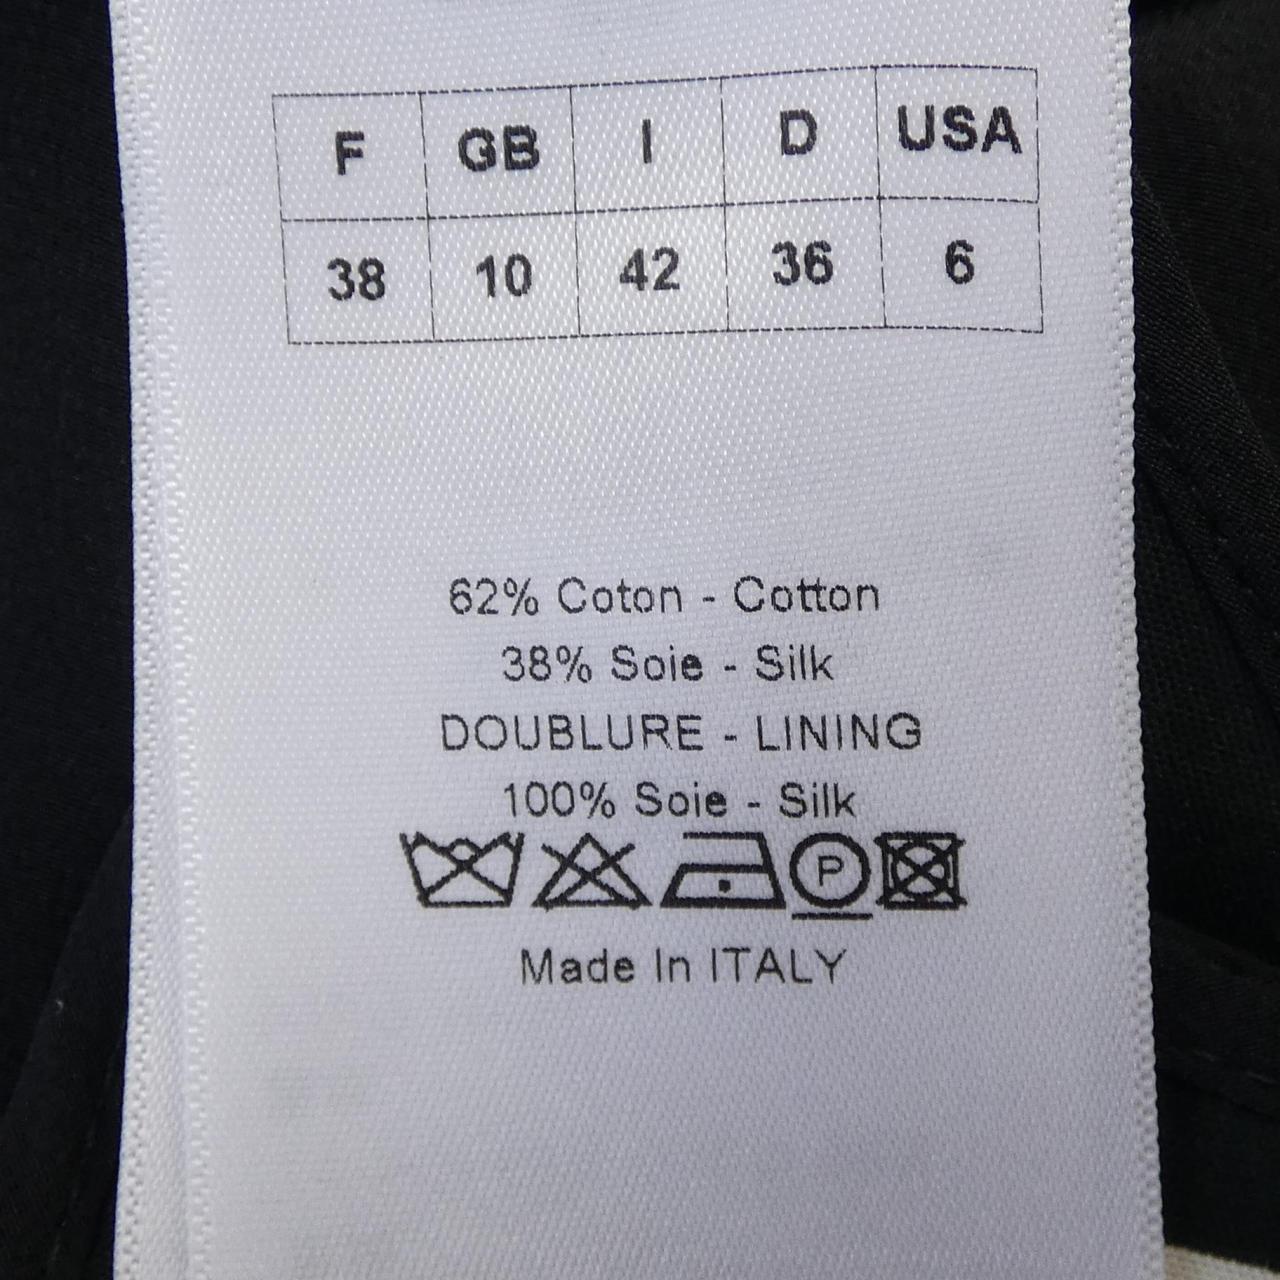 F GB I D USA
38 10 42 36 6
62% Coton - Cotton
38% Soie - Silk
DOUBLURE - LINING
100% Soie - Silk
P
Made In ITALY